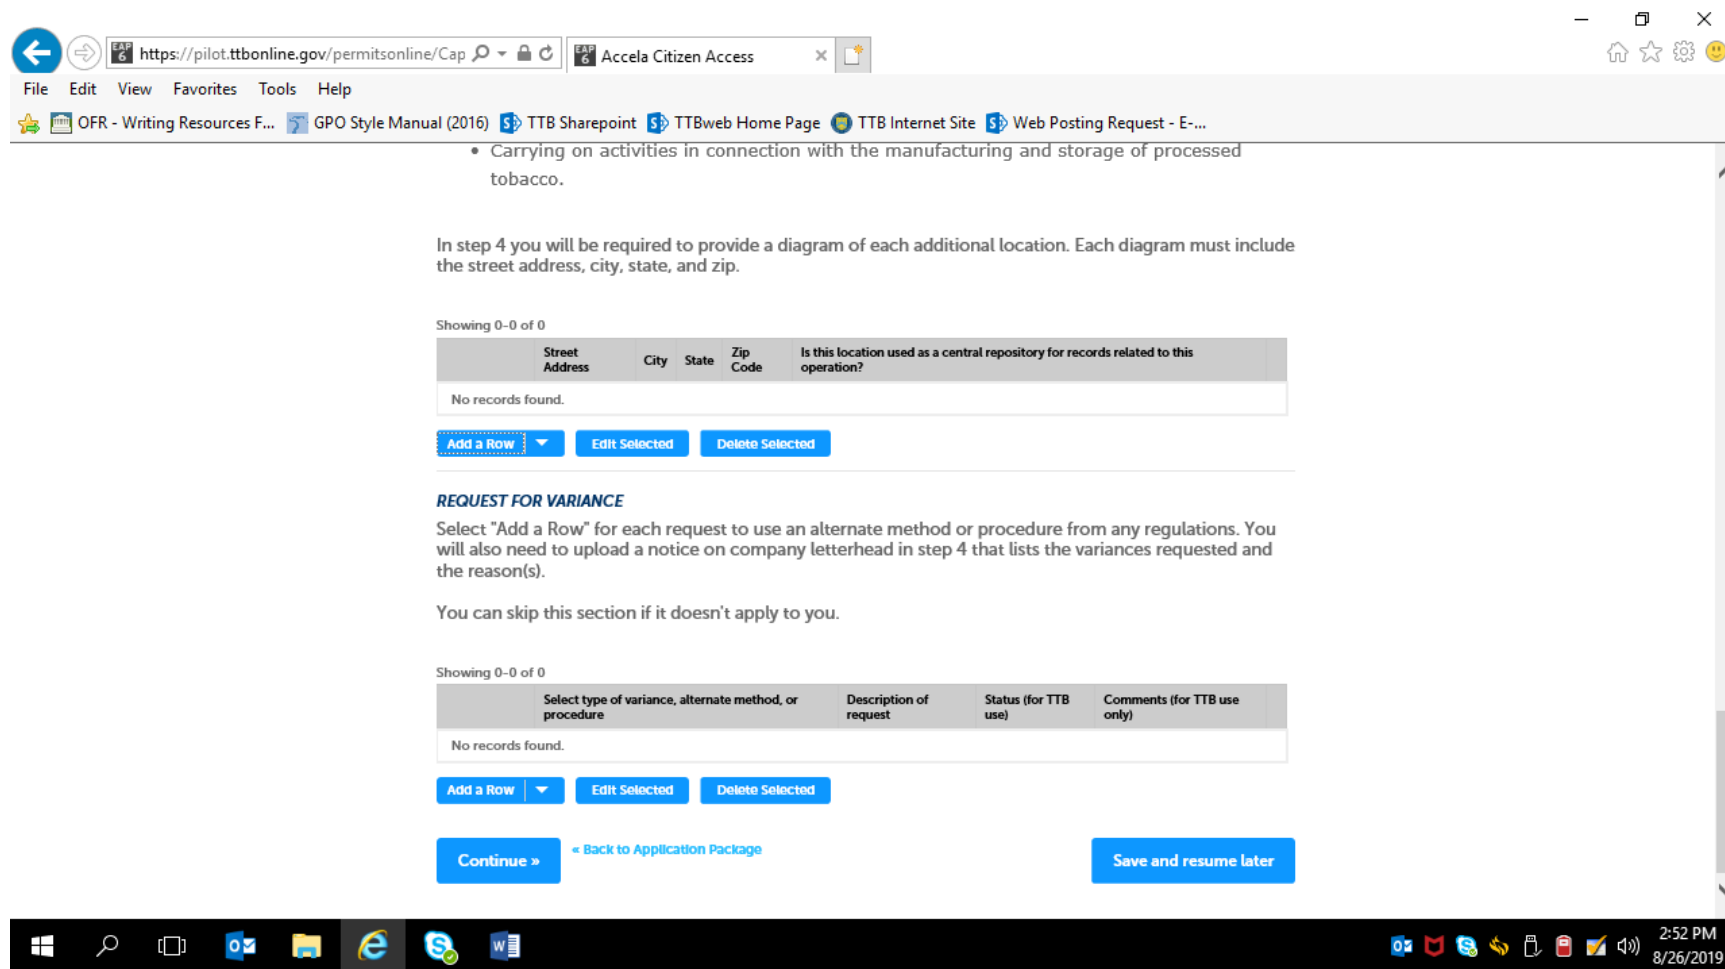 EAP 6 https://pilot.ttbonline.gov/permitsonline/Cap
EAP 6 Accela Citizen Access
File Edit View Favorites Tools Help
OFR - Writing Resources F... GPO Style Manual (2016) TTB Sharepoint TTBweb Home Page TTB Internet Site Web Posting Request - E-...
• Carrying on activities in connection with the manufacturing and storage of processed
tobacco.
In step 4 you will be required to provide a diagram of each additional location. Each diagram must include
the street address, city, state, and zip.
Showing 0-0 of 0
Street Address City State Zip Code Is this location used as a central repository for records related to this operation?
No records found.
Add a Row Edit Selected Delete Selected
REQUEST FOR VARIANCE
Select "Add a Row" for each request to use an alternate method or procedure from any regulations. You
will also need to upload a notice on company letterhead in step 4 that lists the variances requested and
the reason(s).
You can skip this section if it doesn't apply to you.
Showing 0-0 of 0
Select type of variance, alternate method, or procedure Description of request Status (for TTB use) Comments (for TTB use only)
No records found.
Add a Row Edit Selected Delete Selected
Continue » « Back to Application Package Save and resume later
2:52 PM
8/26/2019